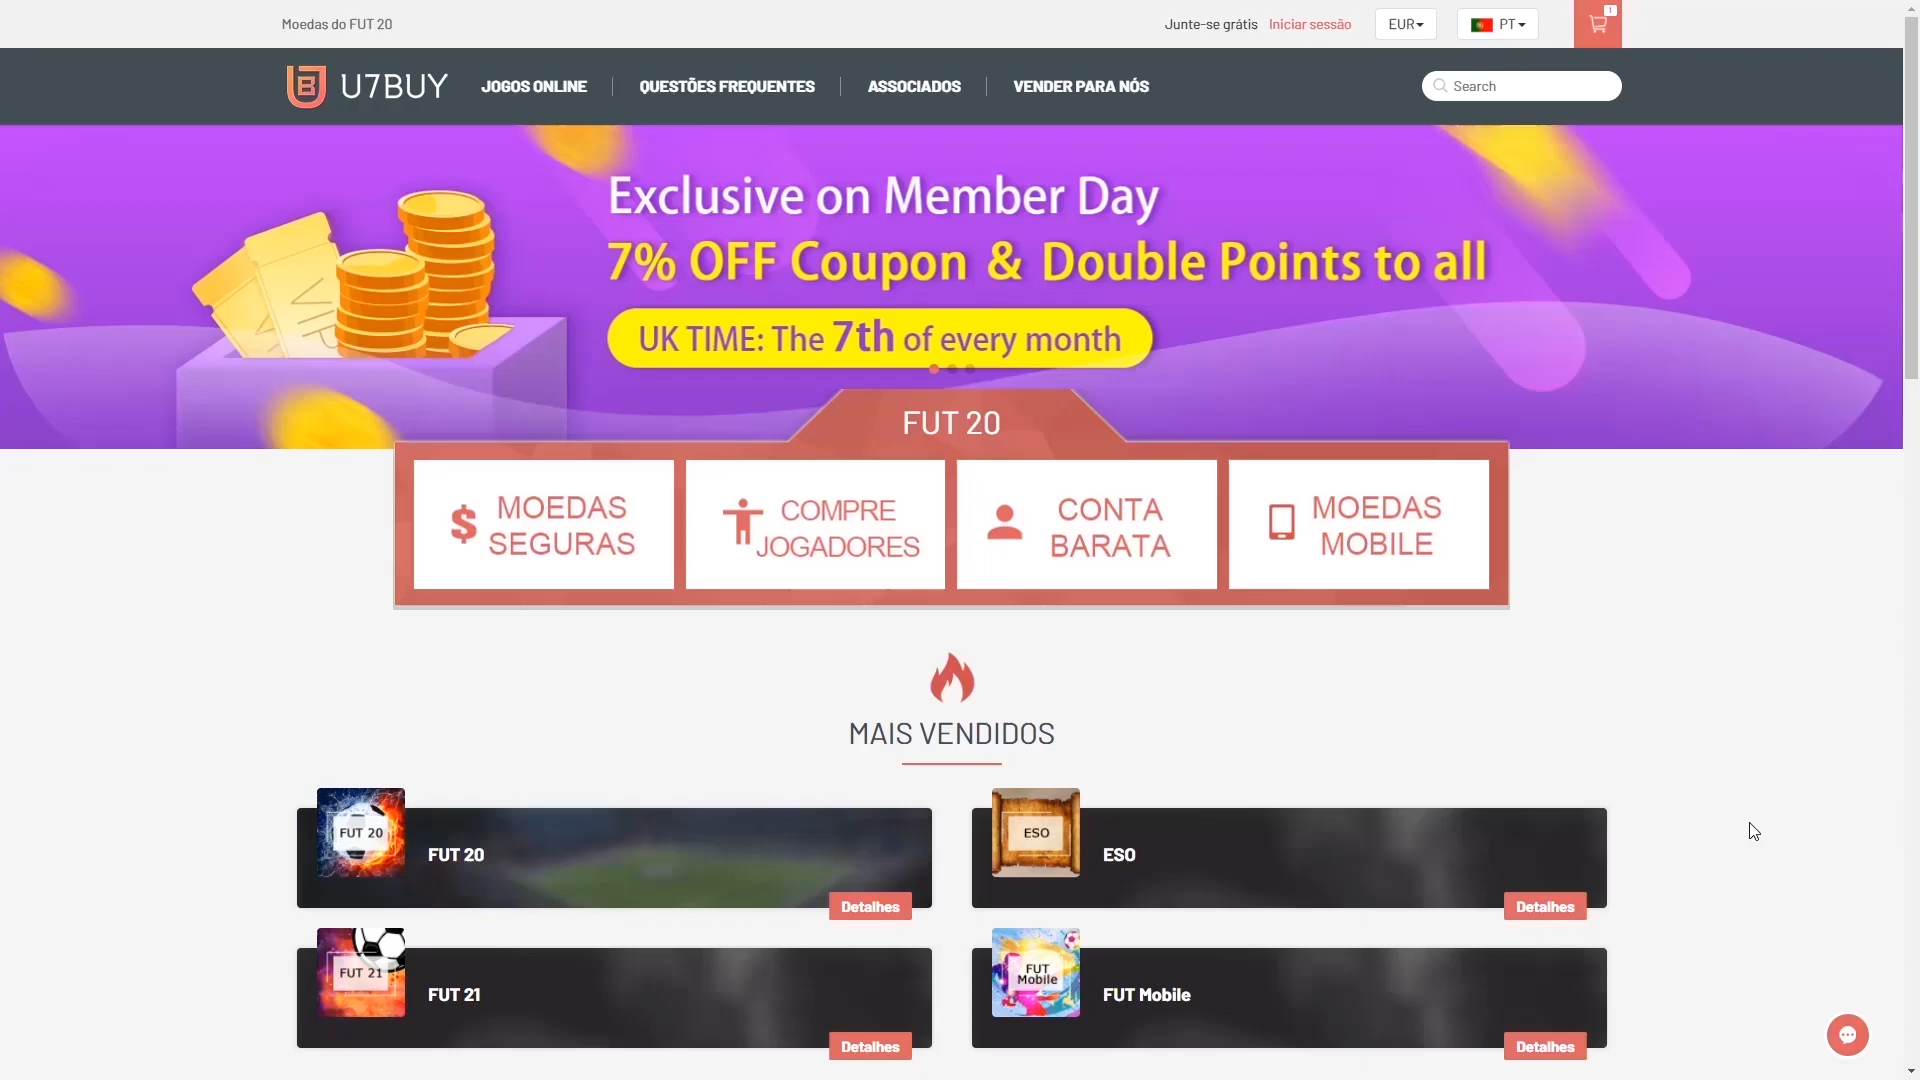 Moedas do FUT 20
Junte-se grátis Iniciar sessão EUR PT 1
U7BUY
JOGOS ONLINE
QUESTÕES FREQUENTES
ASSOCIADOS
VENDER PARA NÓS
Search
VIP
Exclusive on Member Day
7% OFF Coupon & Double Points to all
UK TIME: The 7th of every month
FUT 20
MOEDAS
SEGURAS
COMPRE
JOGADORES
CONTA
BARATA
MOEDAS
MOBILE
MAIS VENDIDOS
FUT 20
FUT 20
Detalhes
ESO
ESO
Detalhes
FUT 21
FUT 21
Detalhes
FUT
Mobile
FUT Mobile
Detalhes